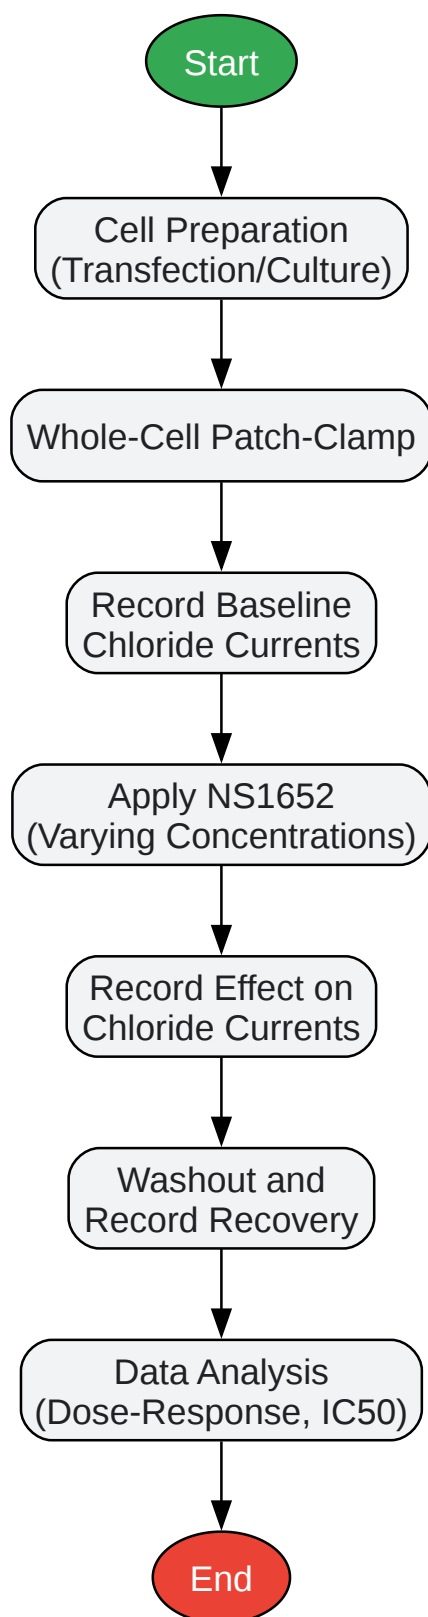 Start
Cell Preparation
(Transfection/Culture)
Whole-Cell Patch-Clamp
Record Baseline
Chloride Currents
Apply NS1652
(Varying Concentrations)
Record Effect on
Chloride Currents
Washout and
Record Recovery
Data Analysis
(Dose-Response, IC50)
End